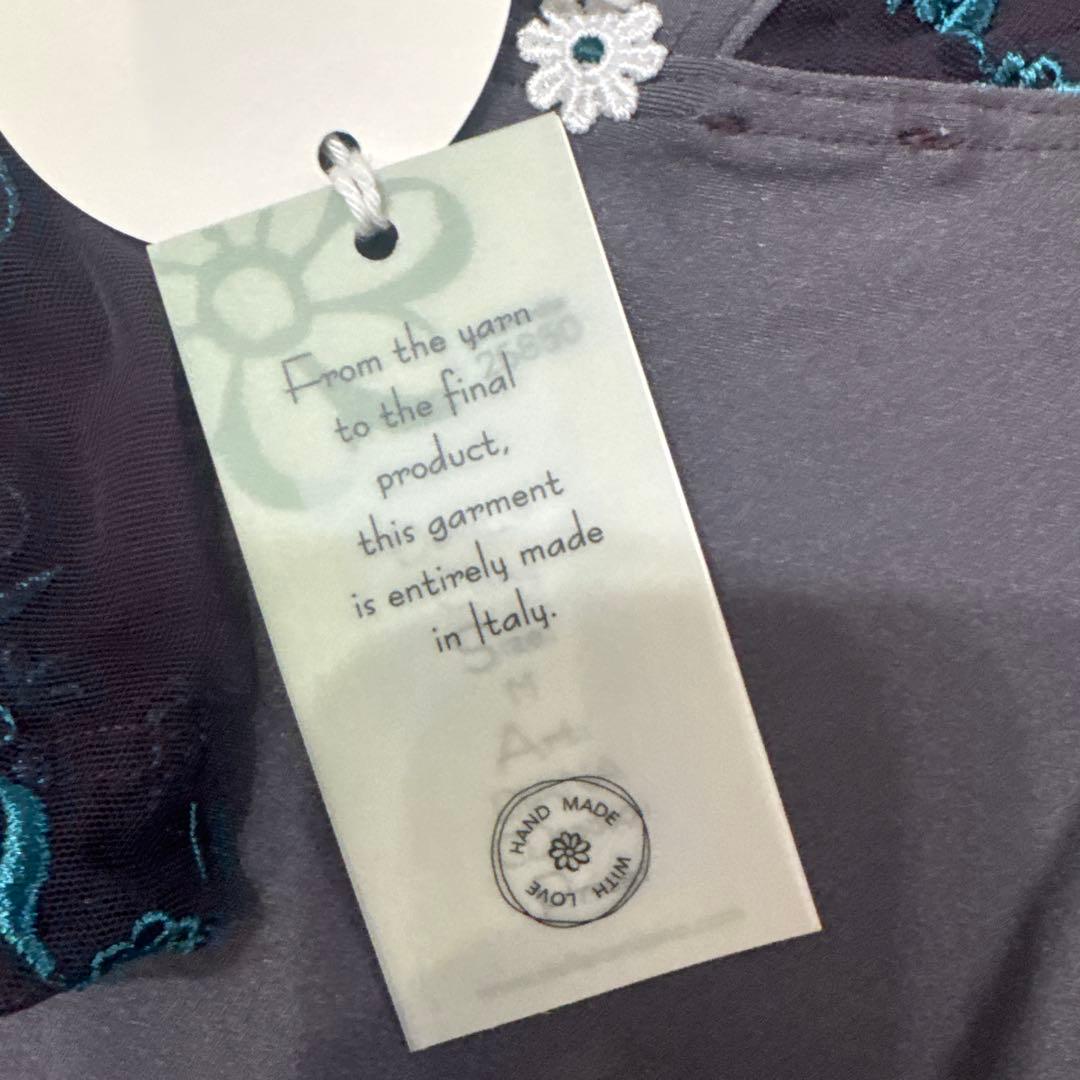 From the yarn
to the final
product,
this garment
is entirely made
in Italy.
HAND MADE
WITH LOVE